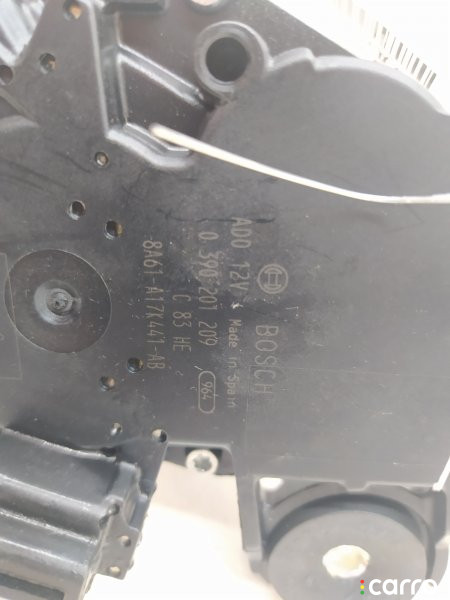 BOSCH
ADO 12V
Made in Spain
0 390 201 209
C 83 HE
964
8A61-A17K441-AB
carro